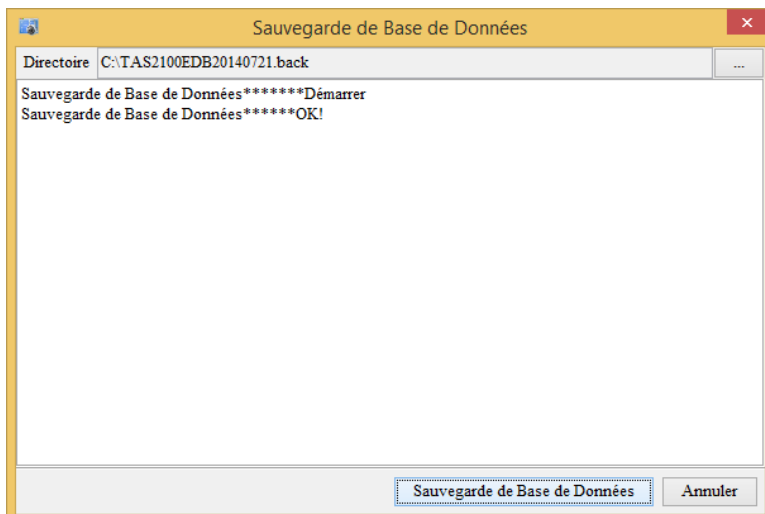 Sauvegarde de Base de Données
Directoire C:\TAS2100EDB20140721.back ...
Sauvegarde de Base de Données*******Démarrer
Sauvegarde de Base de Données******OK!
Sauvegarde de Base de Données Annuler